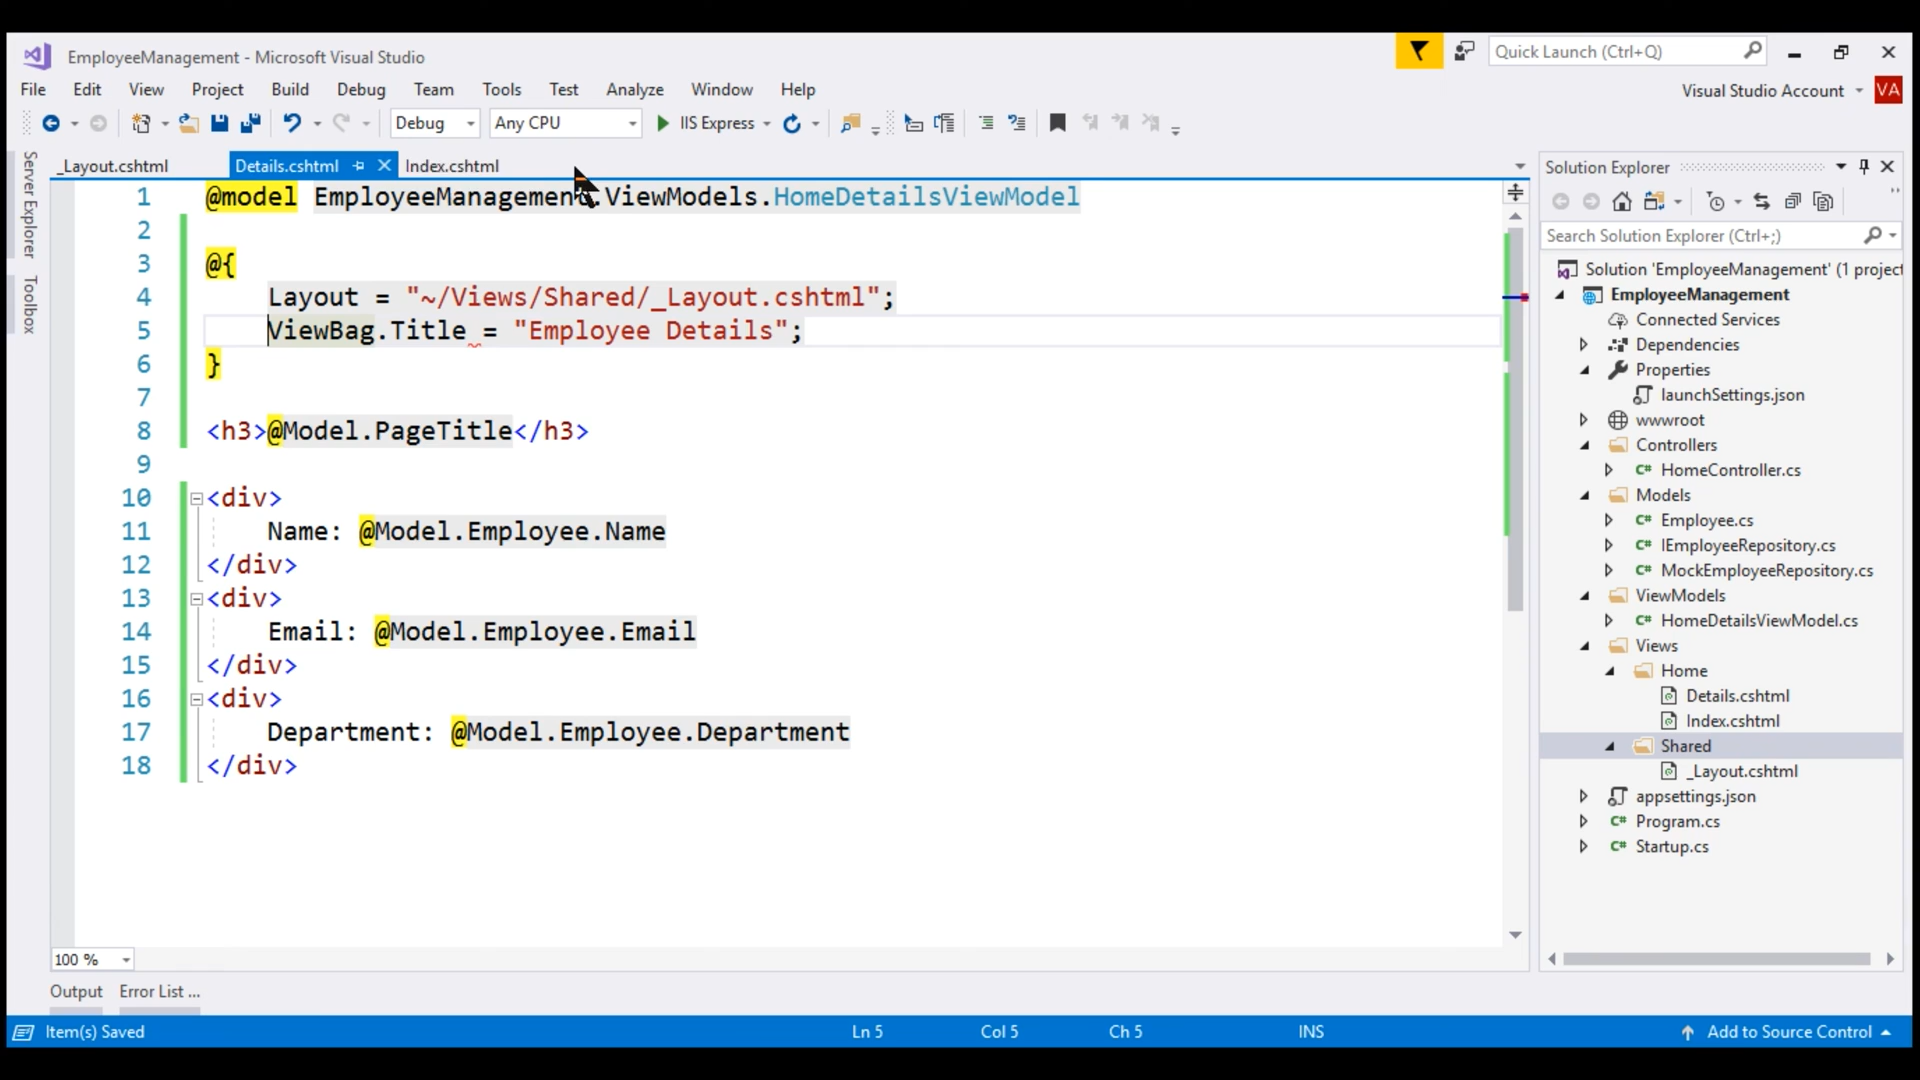 EmployeeManagement - Microsoft Visual Studio
Quick Launch (Ctrl+Q)
File Edit View Project Build Debug Team Tools Test Analyze Window Help
Visual Studio Account VA
Debug Any CPU IIS Express
_Layout.cshtml Details.cshtml Index.cshtml
Server Explorer
Toolbox
1 @model EmployeeManagement.ViewModels.HomeDetailsViewModel
2
3 @{
4 Layout = "~/Views/Shared/_Layout.cshtml";
5 ViewBag.Title = "Employee Details";
6 }
7
8 <h3>@Model.PageTitle</h3>
9
10 <div>
11 Name: @Model.Employee.Name
12 </div>
13 <div>
14 Email: @Model.Employee.Email
15 </div>
16 <div>
17 Department: @Model.Employee.Department
18 </div>
100 %
Solution Explorer
Search Solution Explorer (Ctrl+;)
Solution 'EmployeeManagement' (1 project
EmployeeManagement
Connected Services
Dependencies
Properties
launchSettings.json
wwwroot
Controllers
C# HomeController.cs
Models
C# Employee.cs
C# IEmployeeRepository.cs
C# MockEmployeeRepository.cs
ViewModels
C# HomeDetailsViewModel.cs
Views
Home
Details.cshtml
Index.cshtml
Shared
_Layout.cshtml
appsettings.json
C# Program.cs
C# Startup.cs
Output Error List ...
Item(s) Saved Ln 5 Col 5 Ch 5 INS Add to Source Control